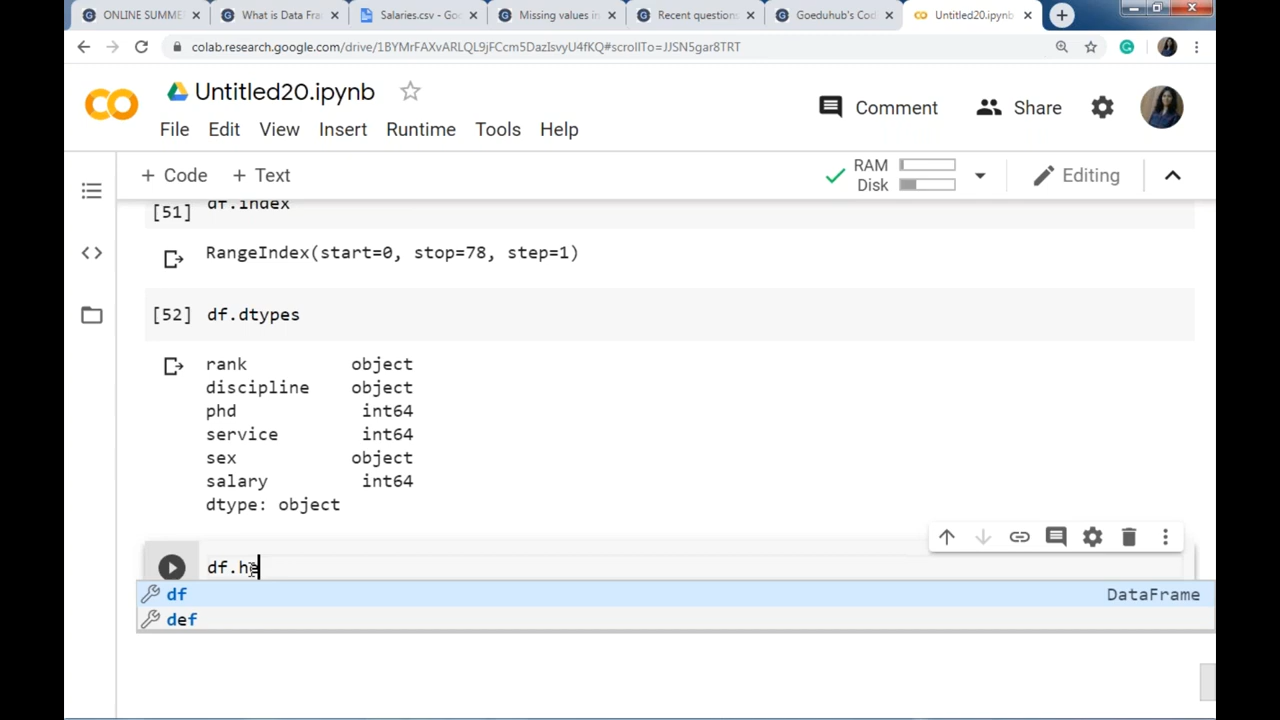 ONLINE SUMME
What is Data Fra
Salaries.csv - Goo
Missing values in
Recent questions
Goeduhub's Cod
Untitled20.ipynb
colab.research.google.com/drive/1BYMrFAXvARLQL9jFCcm5DazIsvyU4fKQ#scrollTo=JJSN5gar8TRT
CO Untitled20.ipynb
Comment Share
File Edit View Insert Runtime Tools Help
+ Code + Text RAM Disk Editing
[51] df.index
RangeIndex(start=0, stop=78, step=1)
[52] df.dtypes
rank object
discipline object
phd int64
service int64
sex object
salary int64
dtype: object
df.he
df DataFrame
def